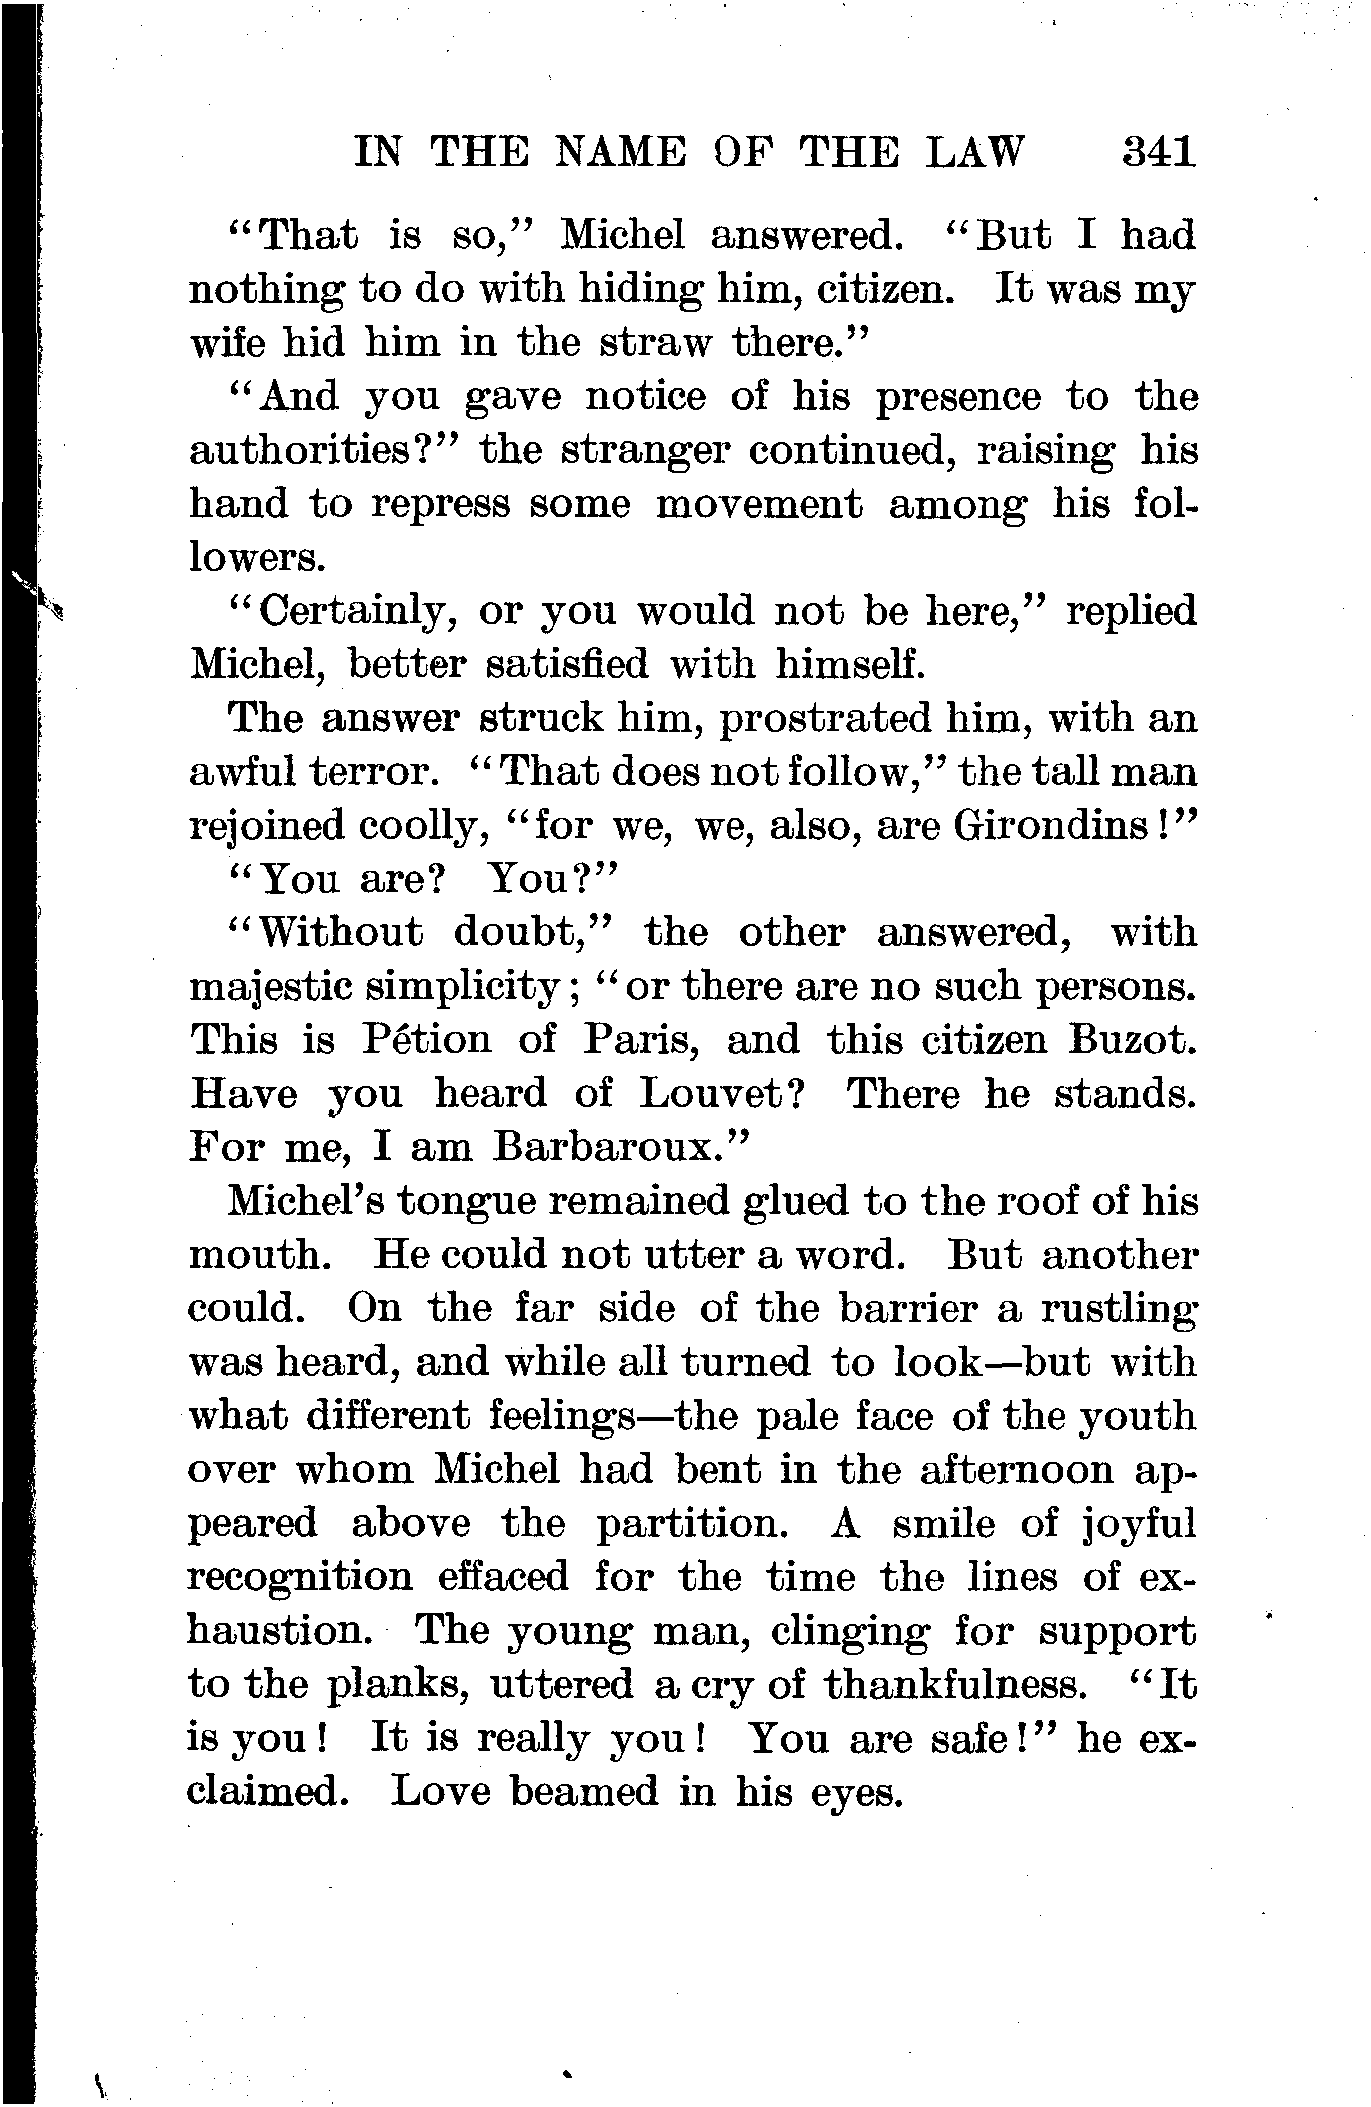 IN THE NAME OF THE LAW 341
“That is so,” Michel answered. “But I had
nothing to do with hiding him, citizen. It was my
wife hid him in the straw there.”
“And you gave notice of his presence to the
authorities?” the stranger continued, raising his
hand to repress some movement among his fol-
lowers.
“Certainly, or you would not be here,” replied
Michel, better satisfied with himself.
The answer struck him, prostrated him, with an
awful terror. “That does not follow,” the tall man
rejoined coolly, “for we, we, also, are Girondins!”
“You are? You?”
“Without doubt,” the other answered, with
majestic simplicity; “or there are no such persons.
This is Pétion of Paris, and this citizen Buzot.
Have you heard of Louvet? There he stands.
For me, I am Barbaroux.”
Michel’s tongue remained glued to the roof of his
mouth. He could not utter a word. But another
could. On the far side of the barrier a rustling
was heard, and while all turned to look—but with
what different feelings—the pale face of the youth
over whom Michel had bent in the afternoon ap-
peared above the partition. A smile of joyful
recognition effaced for the time the lines of ex-
haustion. The young man, clinging for support
to the planks, uttered a cry of thankfulness. “It
is you! It is really you! You are safe!” he ex-
claimed. Love beamed in his eyes.